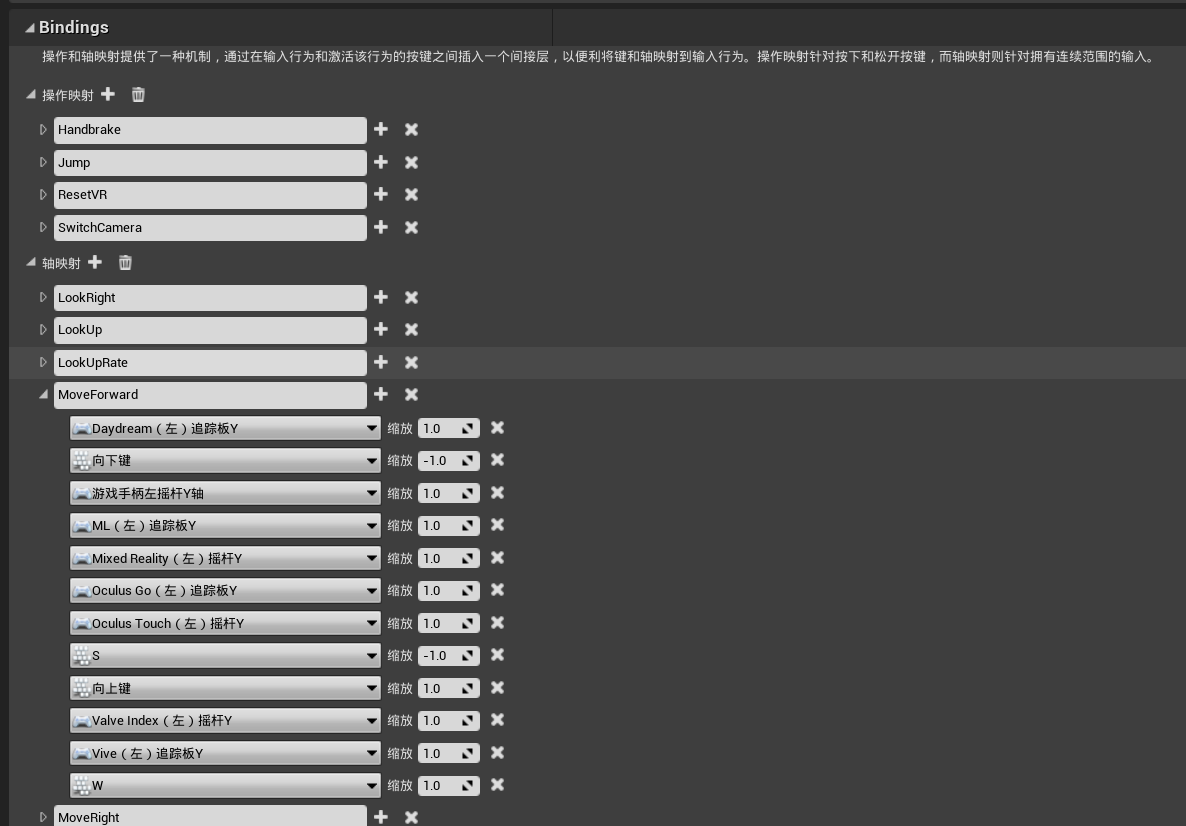 Bindings
操作和轴映射提供了一种机制，通过在输入行为和激活该行为的按键之间插入一个间接层，以便利将键和轴映射到输入行为。操作映射针对按下和松开按键，而轴映射则针对拥有连续范围的输入。
操作映射
Handbrake
Jump
ResetVR
SwitchCamera
轴映射
LookRight
LookUp
LookUpRate
MoveForward
Daydream（左）追踪板Y 缩放 1.0
向下键 缩放 -1.0
游戏手柄左摇杆Y轴 缩放 1.0
ML（左）追踪板Y 缩放 1.0
Mixed Reality（左）摇杆Y 缩放 1.0
Oculus Go（左）追踪板Y 缩放 1.0
Oculus Touch（左）摇杆Y 缩放 1.0
S 缩放 -1.0
向上键 缩放 1.0
Valve Index（左）摇杆Y 缩放 1.0
Vive（左）追踪板Y 缩放 1.0
W 缩放 1.0
MoveRight